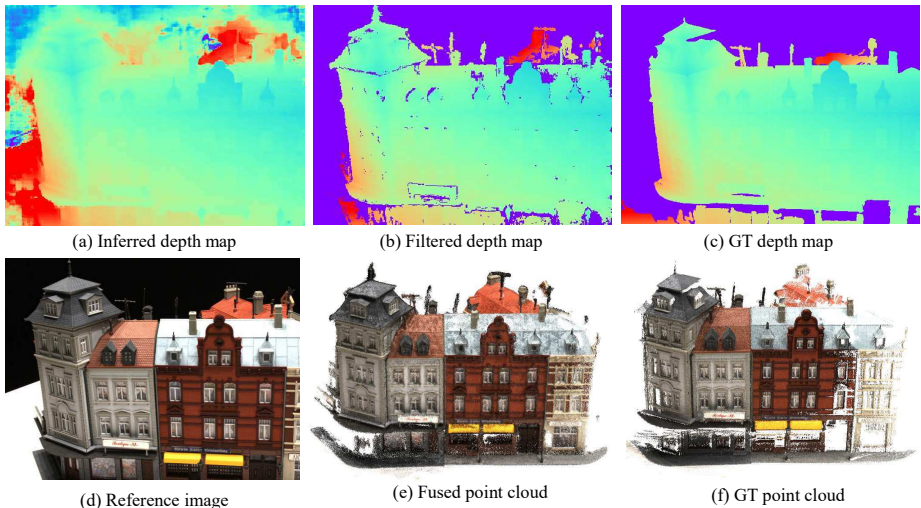 (a) Inferred depth map
(b) Filtered depth map
(c) GT depth map
(d) Reference image
(e) Fused point cloud
(f) GT point cloud